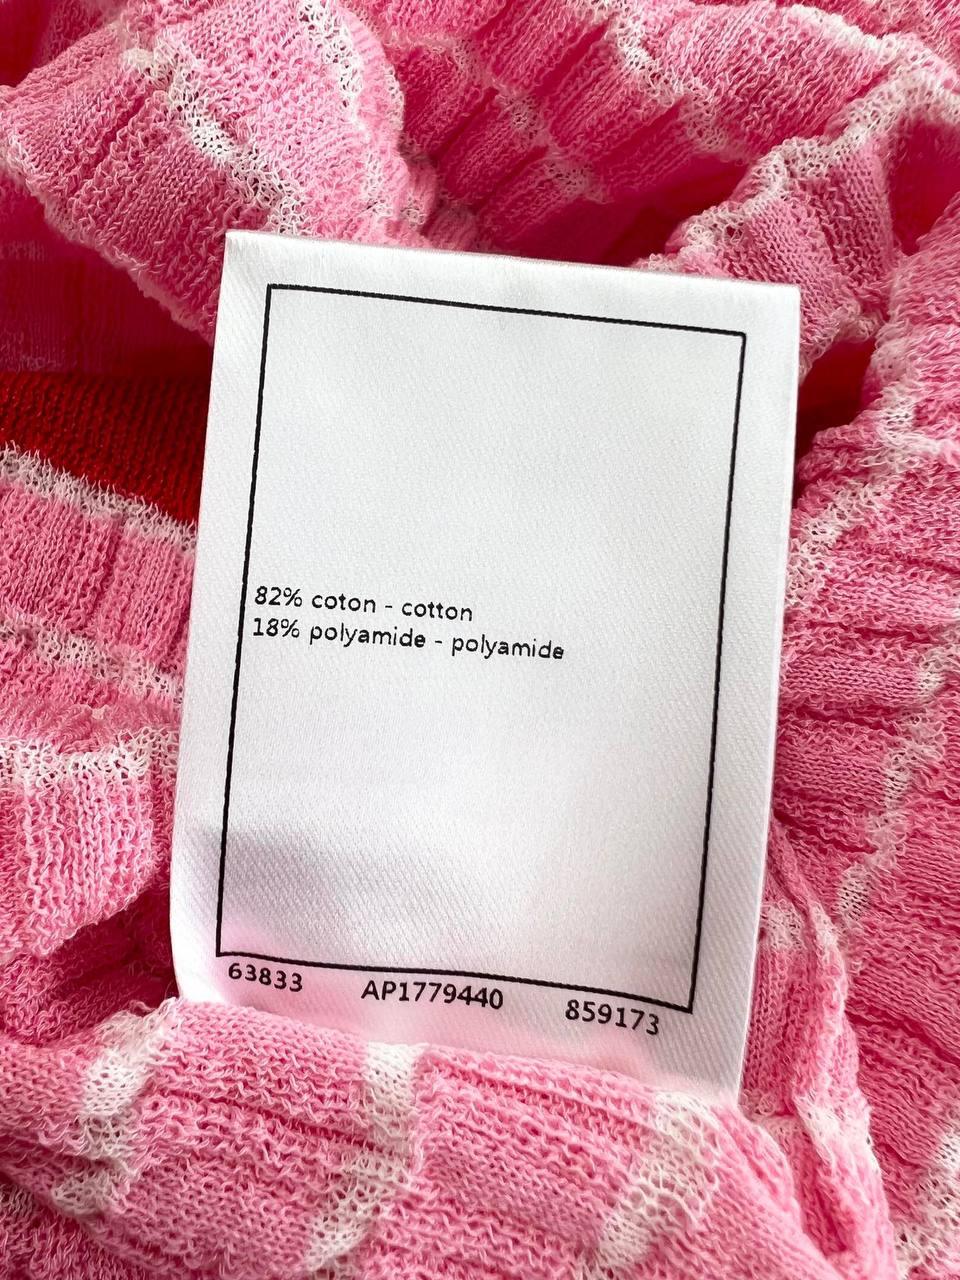 82% coton - cotton
18% polyamide - polyamide
63833 AP1779440 859173